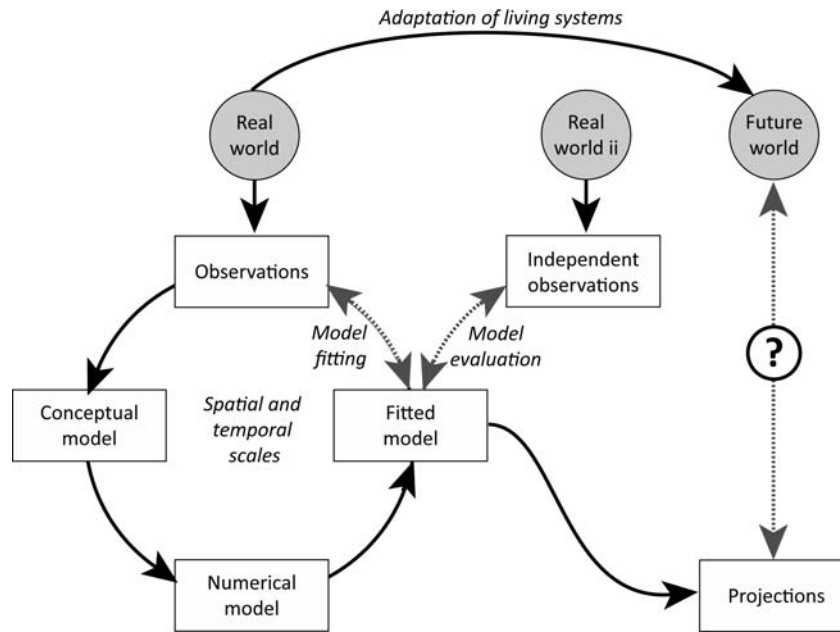 Adaptation of living systems
Real
world
Real
world ii
Future
world
Observations
Independent
observations
Model
fitting
Model
evaluation
?
Conceptual
model
Spatial and
temporal
scales
Fitted
model
Numerical
model
Projections